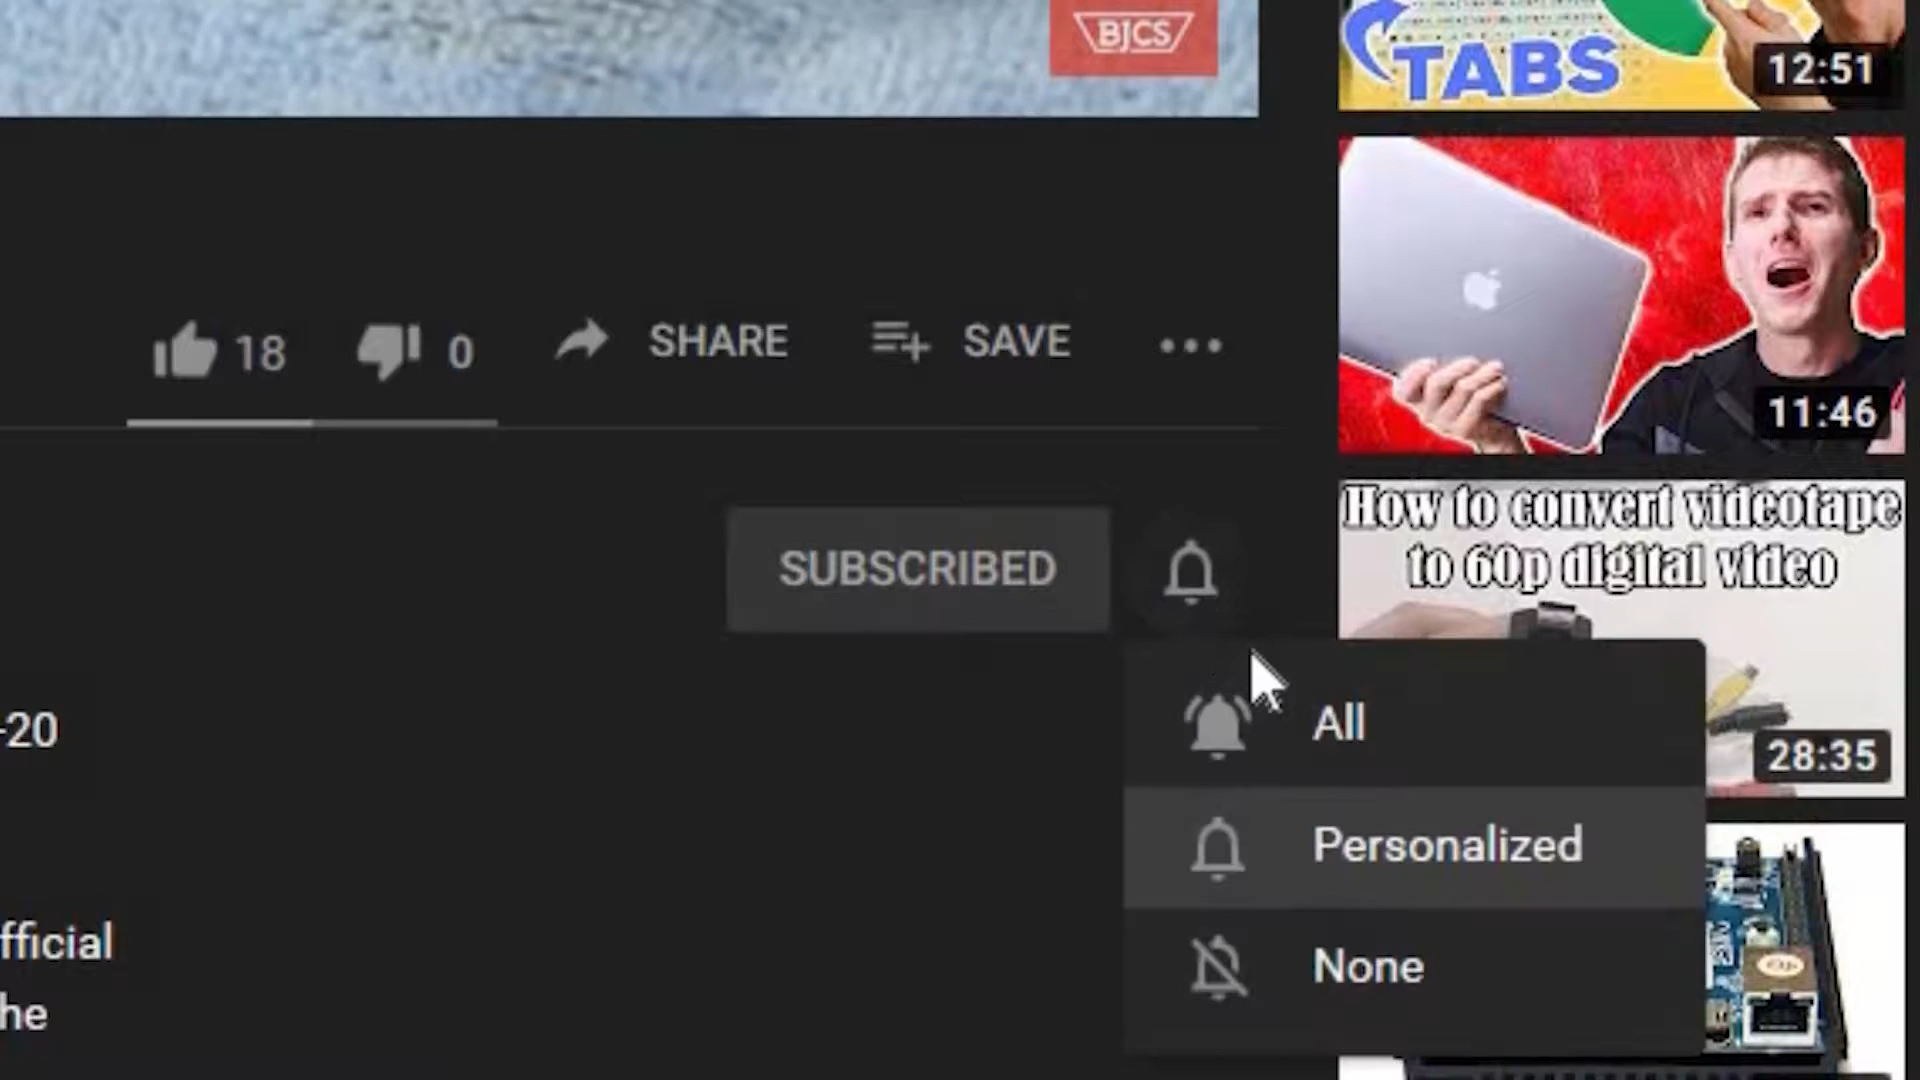 BJCS
TABS
12:51
11:46
18
0
SHARE
SAVE
SUBSCRIBED
How to convert videotape
to 60p digital video
28:35
All
Personalized
None
-20
fficial
he